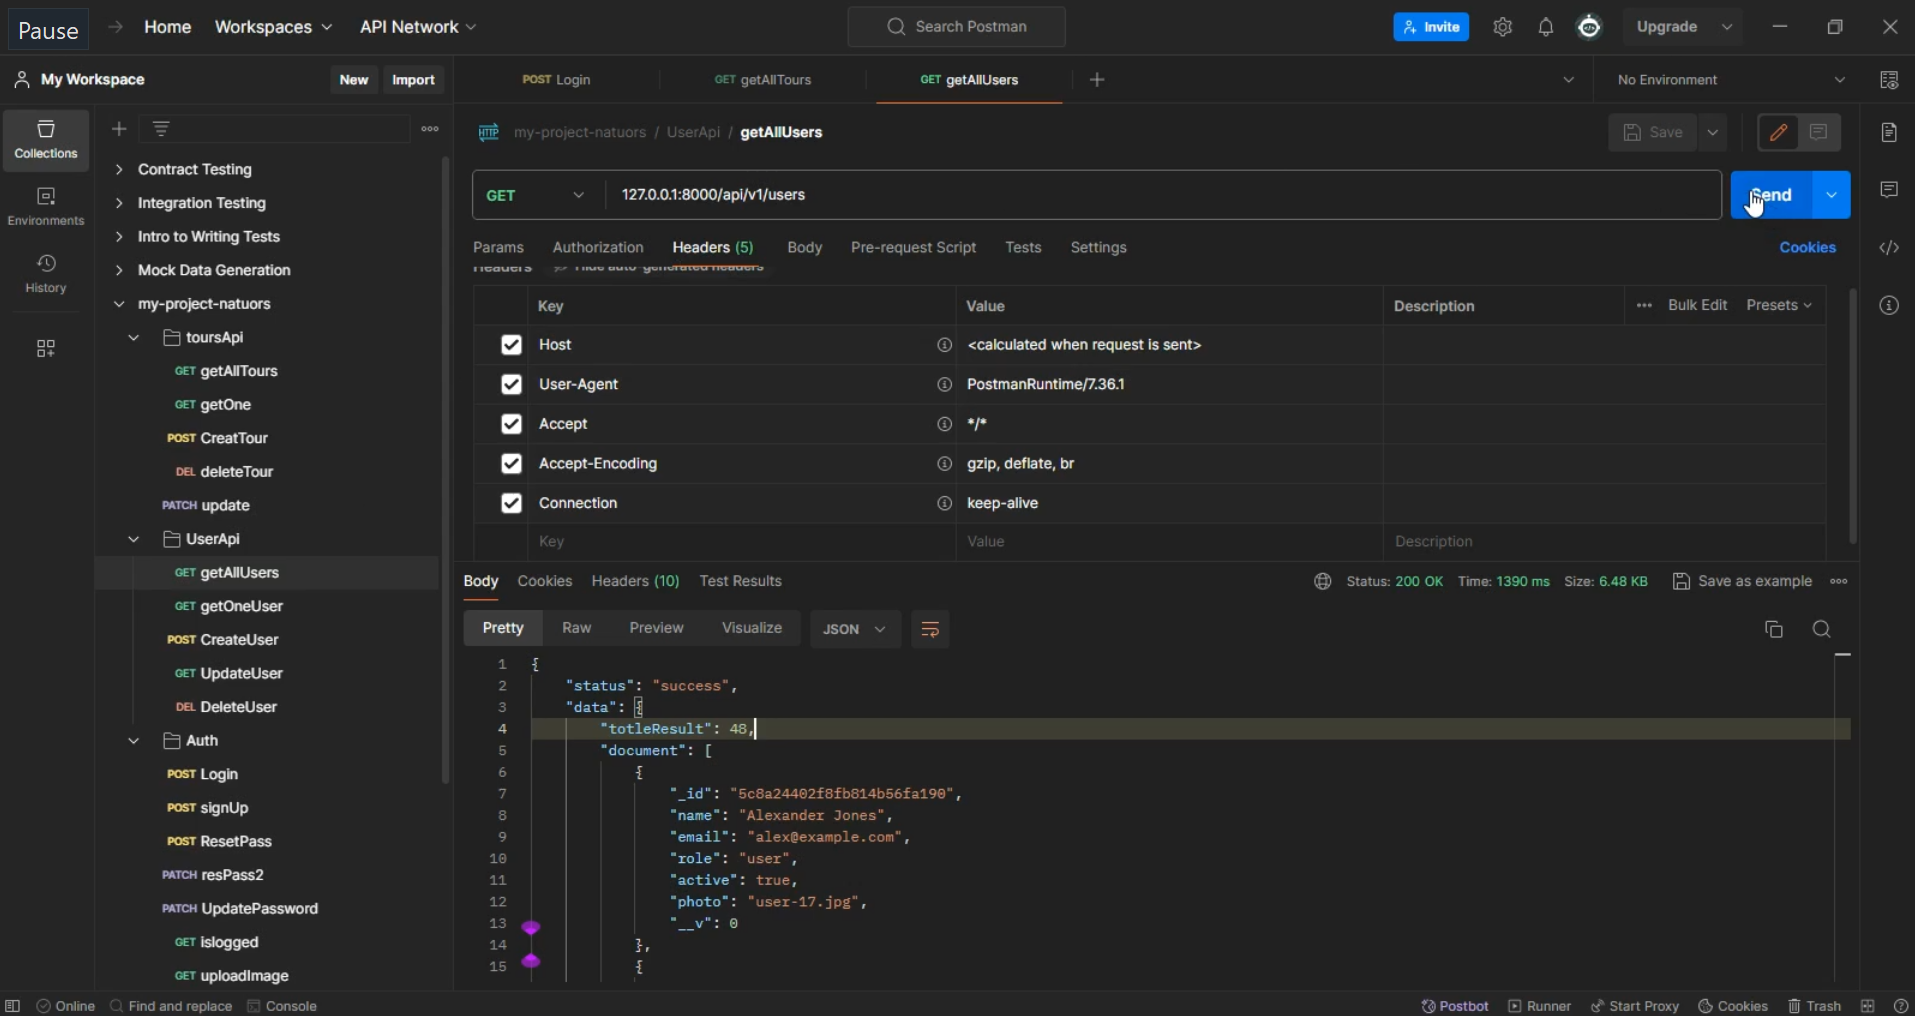 Pause
Home
Workspaces
API Network
Search Postman
Invite
Upgrade
My Workspace
New
Import
POST Login
GET getAllTours
GET getAllUsers
No Environment
Collections
Environments
History
Contract Testing
Integration Testing
Intro to Writing Tests
Mock Data Generation
my-project-natuors
toursApi
GET getAllTours
GET getOne
POST CreatTour
DEL deleteTour
PATCH update
UserApi
GET getAllUsers
GET getOneUser
POST CreateUser
GET UpdateUser
DEL DeleteUser
Auth
POST Login
POST signUp
POST ResetPass
PATCH resPass2
PATCH UpdatePassword
GET islogged
GET uploadImage
HTTP my-project-natuors / UserApi / getAllUsers
Save
GET 127.0.0.1:8000/api/v1/users
Send
Params Authorization Headers (5) Body Pre-request Script Tests Settings Cookies
Headers Hide auto-generated headers
Key Value Description ••• Bulk Edit Presets
Host <calculated when request is sent>
User-Agent PostmanRuntime/7.36.1
Accept */*
Accept-Encoding gzip, deflate, br
Connection keep-alive
Key Value Description
Body Cookies Headers (10) Test Results Status: 200 OK Time: 1390 ms Size: 6.48 KB Save as example
Pretty Raw Preview Visualize JSON
1 {
2 "status": "success",
3 "data": {
4 "totleResult": 48,
5 "document": [
6 {
7 "_id": "5c8a24402f8fb814b56fa190",
8 "name": "Alexander Jones",
9 "email": "alex@example.com",
10 "role": "user",
11 "active": true,
12 "photo": "user-17.jpg",
13 "__v": 0
14 },
15 {
Online Find and replace Console Postbot Runner Start Proxy Cookies Trash